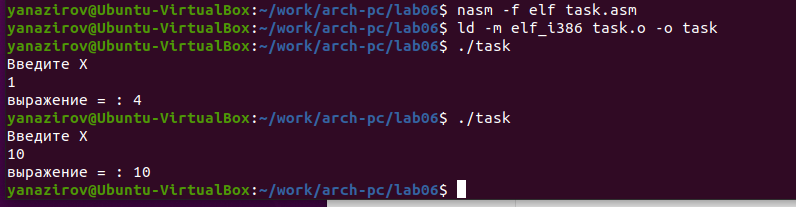 yanazirov@Ubuntu-VirtualBox:~/work/arch-pc/lab06$ nasm -f elf task.asm
yanazirov@Ubuntu-VirtualBox:~/work/arch-pc/lab06$ ld -m elf_i386 task.o -o task
yanazirov@Ubuntu-VirtualBox:~/work/arch-pc/lab06$ ./task
Введите X
1
выражение = : 4
yanazirov@Ubuntu-VirtualBox:~/work/arch-pc/lab06$ ./task
Введите X
10
выражение = : 10
yanazirov@Ubuntu-VirtualBox:~/work/arch-pc/lab06$